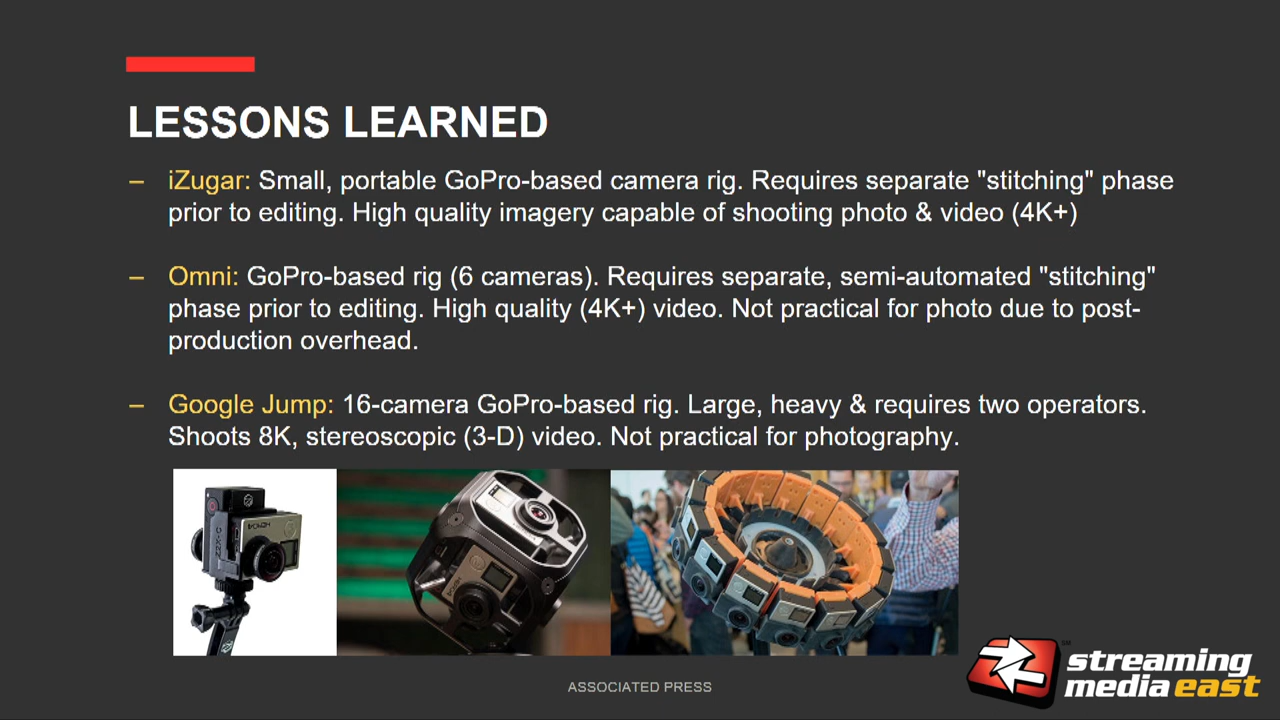 LESSONS LEARNED
– iZugar: Small, portable GoPro-based camera rig. Requires separate "stitching" phase
prior to editing. High quality imagery capable of shooting photo & video (4K+)
– Omni: GoPro-based rig (6 cameras). Requires separate, semi-automated "stitching"
phase prior to editing. High quality (4K+) video. Not practical for photo due to post-
production overhead.
– Google Jump: 16-camera GoPro-based rig. Large, heavy & requires two operators.
Shoots 8K, stereoscopic (3-D) video. Not practical for photography.
Z2X-C
ASSOCIATED PRESS
SM
streaming
media east